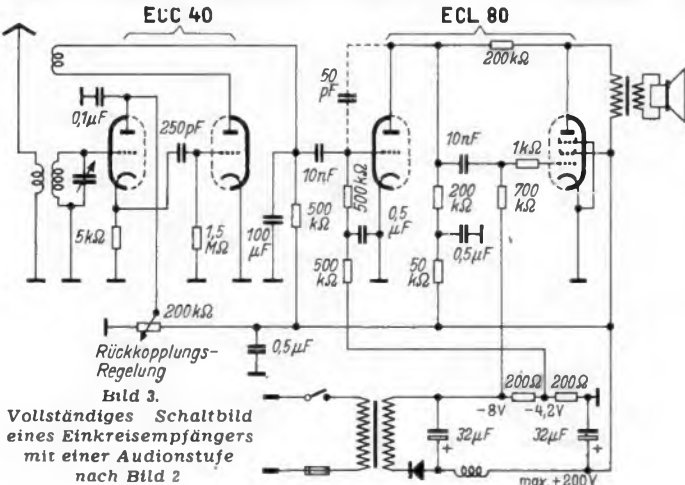 ECC 40
ECL 80
200kΩ
50
pF
0,1µF
250pF
10nF
1kΩ
10nF
500kΩ
0,5
µF
200
kΩ
700
kΩ
5kΩ
1,5
MΩ
100
µF
500
kΩ
500
kΩ
50
kΩ
0,5µF
200kΩ
0,5µF
Rückkopplungs-
Regelung
Bild 3.
Vollständiges Schaltbild
eines Einkreisempfängers
mit einer Audionstufe
nach Bild 2
200Ω
200Ω
-8V
-4,2V
32µF
+
32µF
+
max +200V